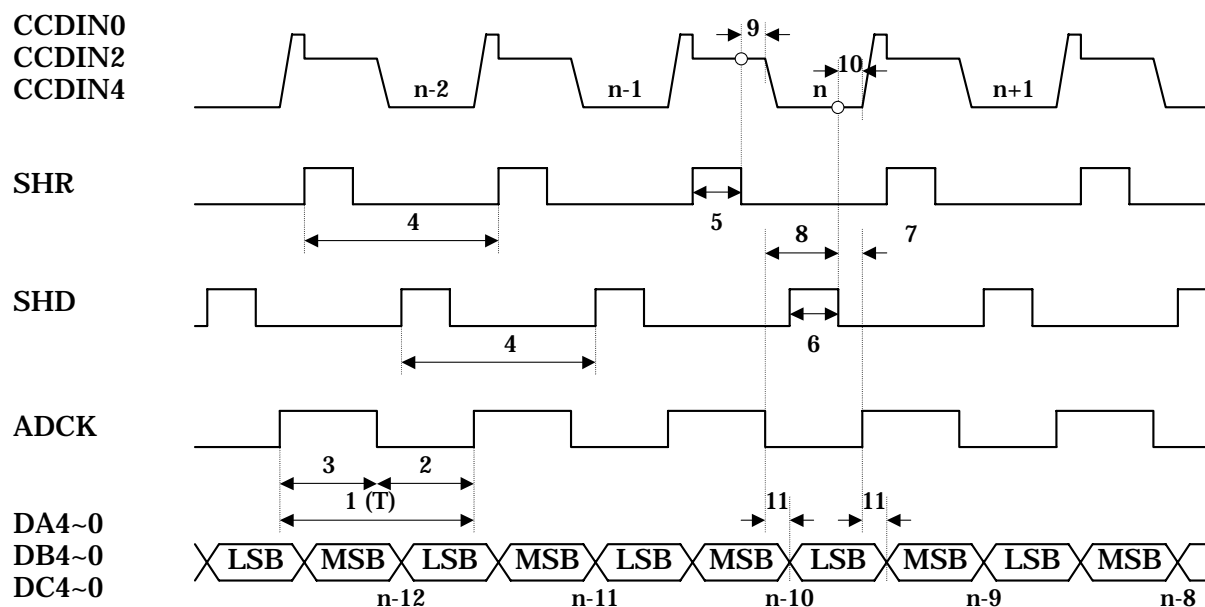 CCDIN0
CCDIN2
CCDIN4
9
10
n-2
n-1
n
n+1
SHR
4
5
8
7
SHD
4
6
ADCK
3
2
1 (T)
11
11
DA4~0
DB4~0
DC4~0
LSB
MSB
LSB
MSB
LSB
MSB
LSB
MSB
LSB
MSB
n-12
n-11
n-10
n-9
n-8